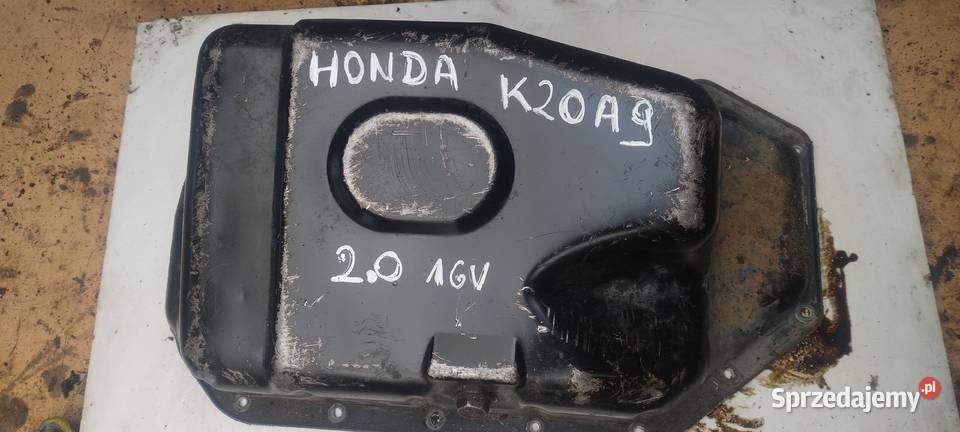 HONDA K20A9
2.0 16V
Sprzedajemy.pl